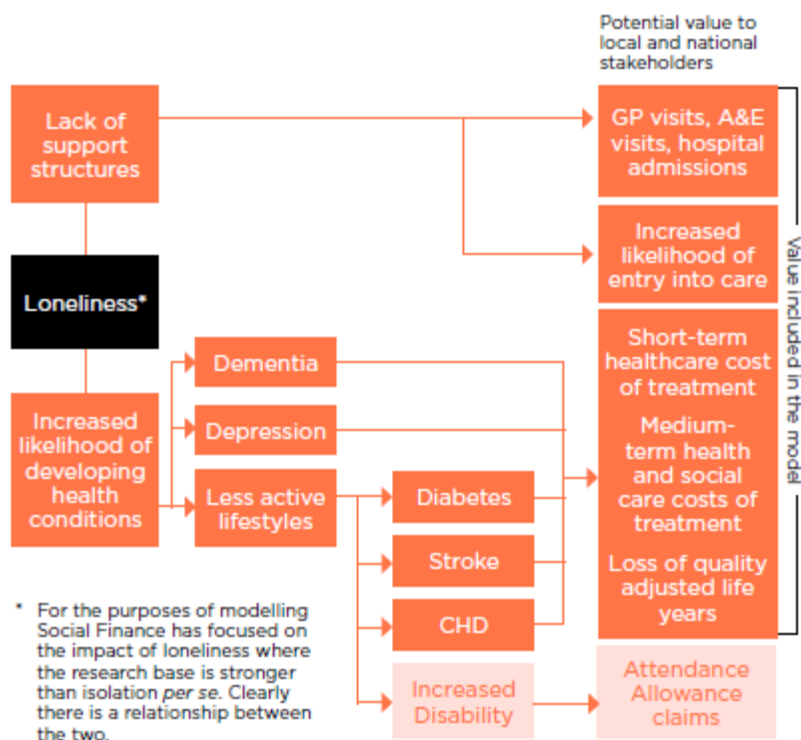 Potential value to
local and national
stakeholders
Lack of
support
structures
GP visits, A&E
visits, hospital
admissions
Increased
likelihood of
entry into care
Loneliness*
Short-term
healthcare cost
of treatment
Medium-
term health
and social
care costs of
treatment
Loss of quality
adjusted life
years
Value included in the model
Increased
likelihood of
developing
health
conditions
Dementia
Depression
Less active
lifestyles
Diabetes
Stroke
CHD
Increased
Disability
Attendance
Allowance
claims
* For the purposes of modelling
Social Finance has focused on
the impact of loneliness where
the research base is stronger
than isolation per se. Clearly
there is a relationship between
the two.